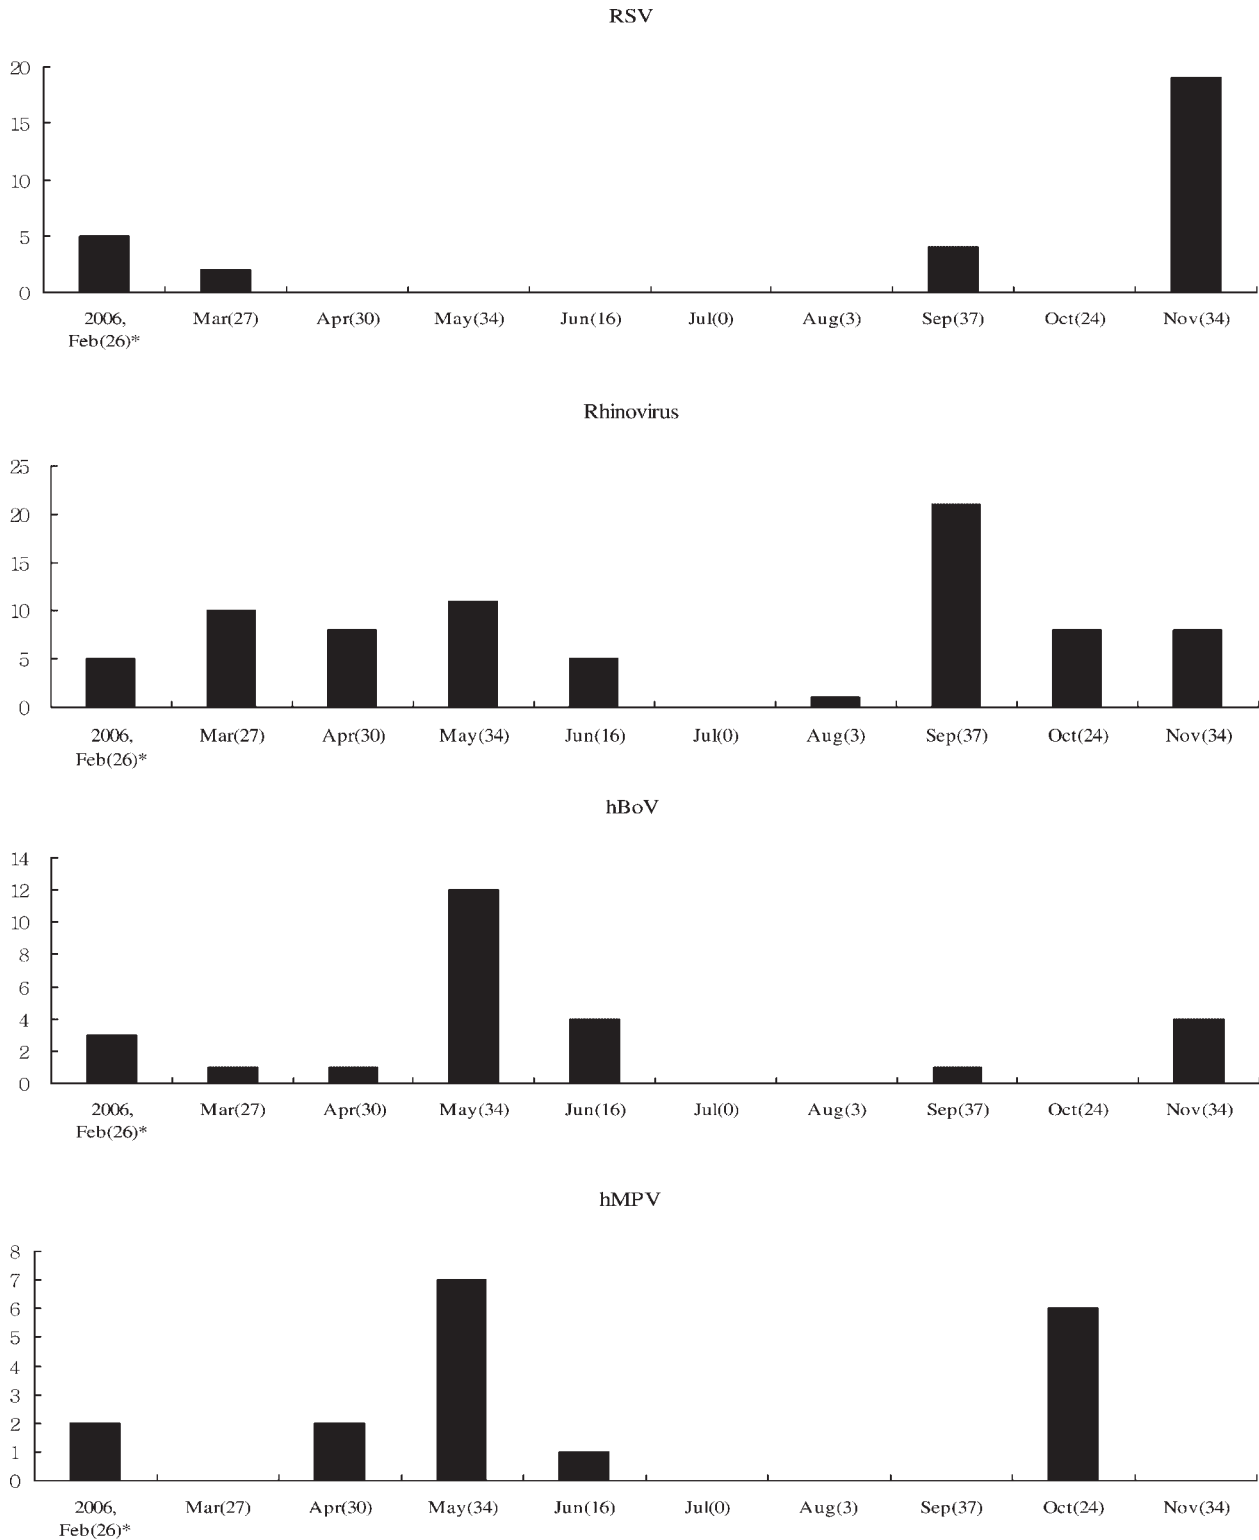 RSV
20
15
10
5
0
2006, Mar(27) Apr(30) May(34) Jun(16) Jul(0) Aug(3) Sep(37) Oct(24) Nov(34)
Feb(26)*
Rhinovirus
25
20
15
10
5
0
2006, Mar(27) Apr(30) May(34) Jun(16) Jul(0) Aug(3) Sep(37) Oct(24) Nov(34)
Feb(26)*
hBoV
14
12
10
8
6
4
2
0
2006, Mar(27) Apr(30) May(34) Jun(16) Jul(0) Aug(3) Sep(37) Oct(24) Nov(34)
Feb(26)*
hMPV
8
7
6
5
4
3
2
1
0
2006, Mar(27) Apr(30) May(34) Jun(16) Jul(0) Aug(3) Sep(37) Oct(24) Nov(34)
Feb(26)*